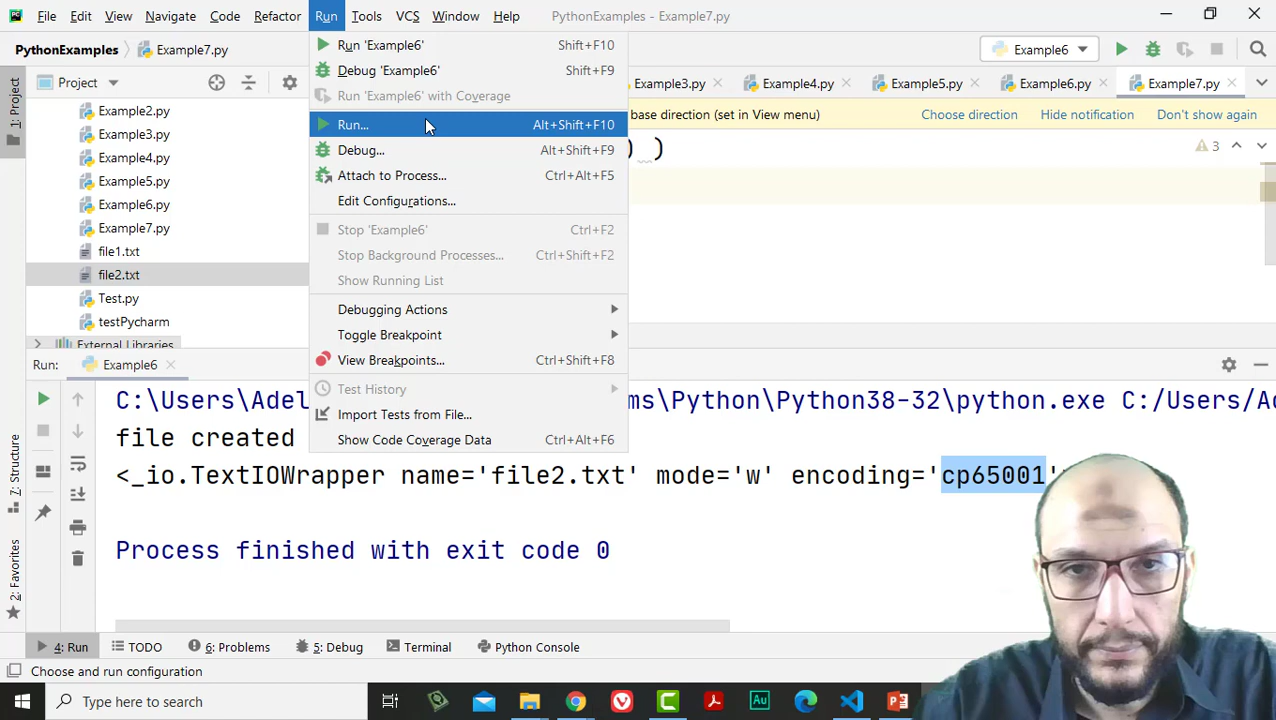 File Edit View Navigate Code Refactor Run Tools VCS Window Help PythonExamples - Example7.py
PythonExamples Example7.py Example6
1: Project
Project Example3.py Example4.py Example5.py Example6.py Example7.py
base direction (set in View menu) Choose direction Hide notification Don't show again
) ) 3
Example2.py
Example3.py
Example4.py
Example5.py
Example6.py
Example7.py
file1.txt
file2.txt
Test.py
testPycharm
External Libraries
Run 'Example6' Shift+F10
Debug 'Example6' Shift+F9
Run 'Example6' with Coverage
Run... Alt+Shift+F10
Debug... Alt+Shift+F9
Attach to Process... Ctrl+Alt+F5
Edit Configurations...
Stop 'Example6' Ctrl+F2
Stop Background Processes... Ctrl+Shift+F2
Show Running List
Debugging Actions
Toggle Breakpoint
View Breakpoints... Ctrl+Shift+F8
Test History
Import Tests from File...
Show Code Coverage Data Ctrl+Alt+F6
Run: Example6
C:\Users\Adel ms\Python\Python38-32\python.exe C:/Users/Ad
file created
<_io.TextIOWrapper name='file2.txt' mode='w' encoding='cp65001'
Process finished with exit code 0
7: Structure
2: Favorites
4: Run TODO 6: Problems 5: Debug Terminal Python Console
Choose and run configuration
Type here to search